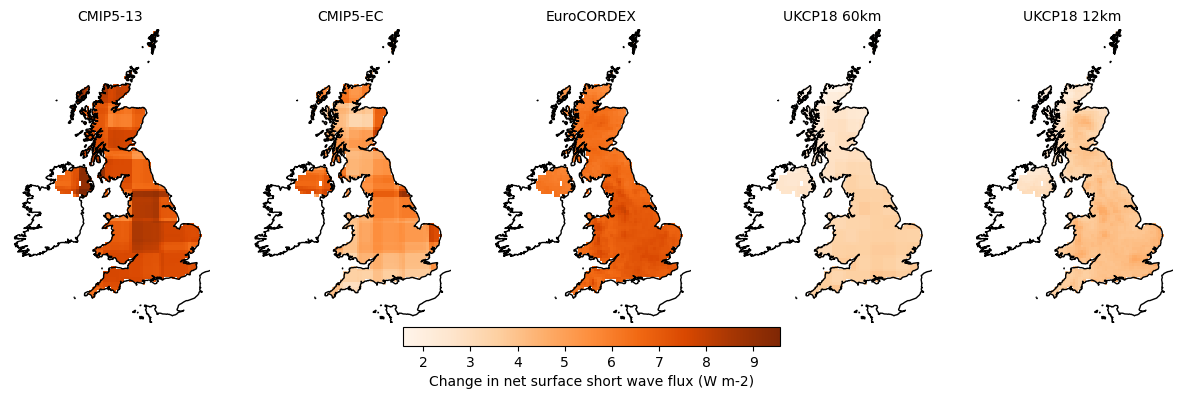 CMIP5-13 CMIP5-EC EuroCORDEX UKCP18 60km UKCP18 12km
2 3 4 5 6 7 8 9
Change in net surface short wave flux (W m-2)